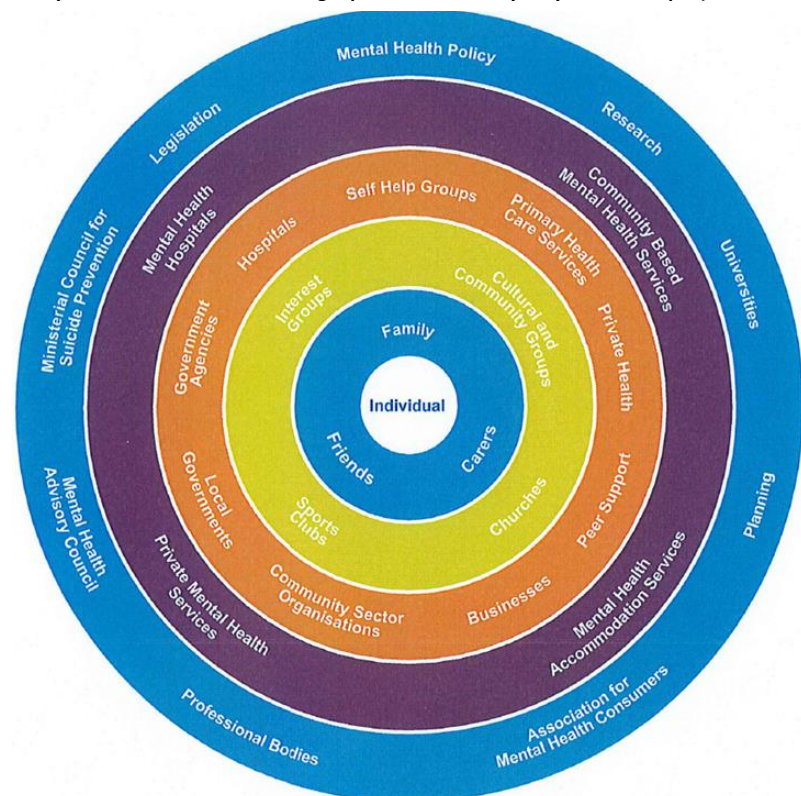 Mental Health Policy
Legislation
Research
Ministerial Council for
Suicide Prevention
Universities
Mental Health
Advisory Council
Planning
Professional Bodies
Association for
Mental Health Consumers
Mental Health
Hospitals
Community Based
Mental Health Services
Private Mental Health
Services
Mental Health
Accommodation Services
Self Help Groups
Hospitals
Primary Health
Care Services
Government
Agencies
Private Health
Local
Governments
Peer Support
Community Sector
Organisations
Businesses
Interest
Groups
Cultural and
Community Groups
Sports
Clubs
Churches
Family
Friends
Carers
Individual